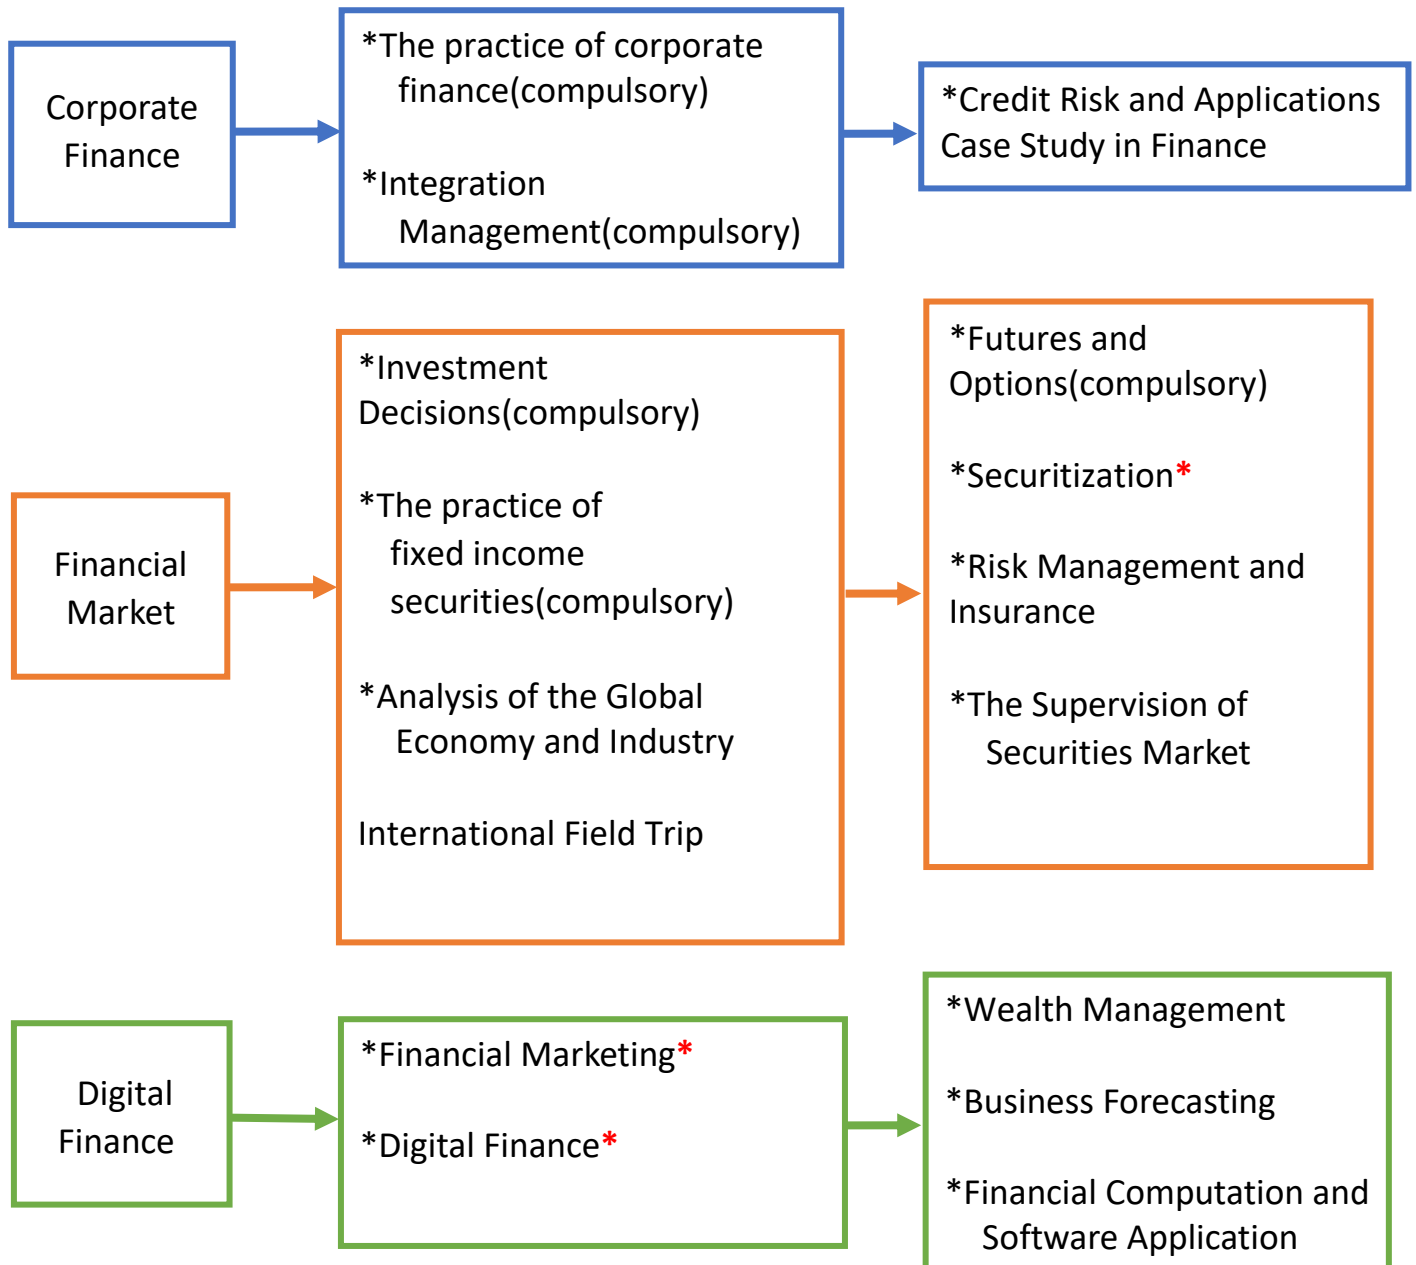 Corporate
Finance
*The practice of corporate
finance(compulsory)
*Integration
Management(compulsory)
*Credit Risk and Applications
Case Study in Finance
Financial
Market
*Investment
Decisions(compulsory)
*The practice of
fixed income
securities(compulsory)
*Analysis of the Global
Economy and Industry
International Field Trip
*Futures and
Options(compulsory)
*Securitization*
*Risk Management and
Insurance
*The Supervision of
Securities Market
Digital
Finance
*Financial Marketing*
*Digital Finance*
*Wealth Management
*Business Forecasting
*Financial Computation and
Software Application